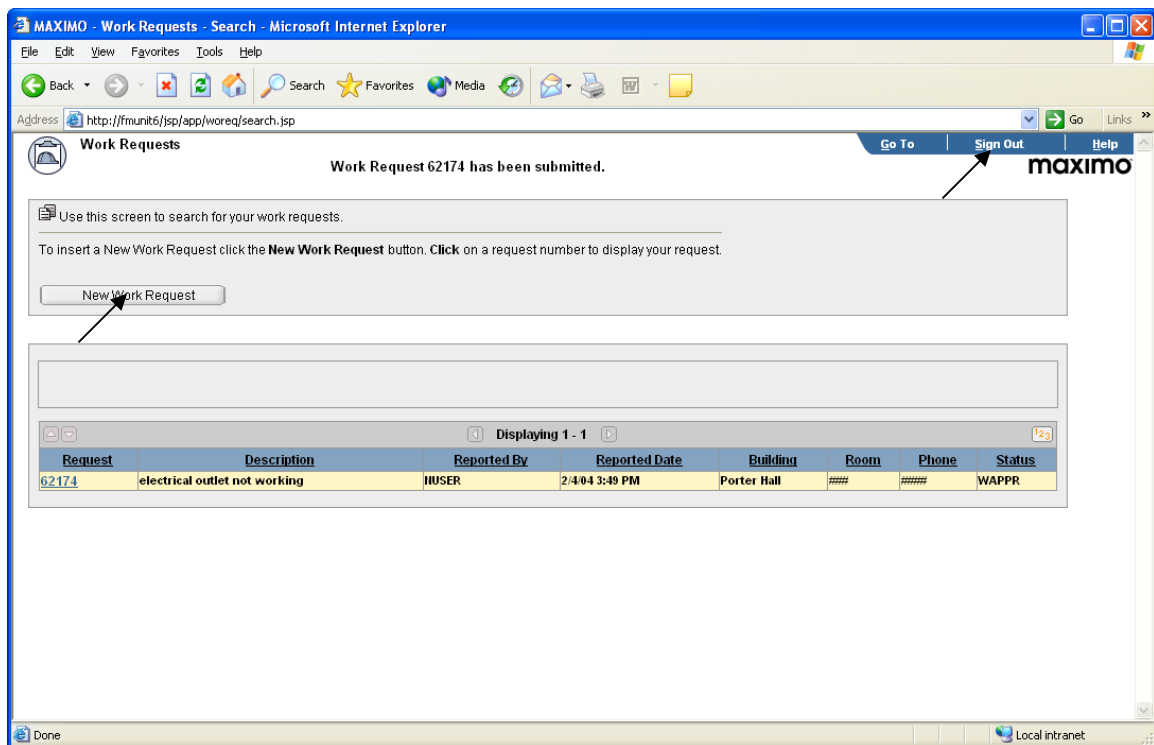 MAXIMO - Work Requests - Search - Microsoft Internet Explorer
File Edit View Favorites Tools Help
Back Search Favorites Media
Address http://fmunit6/jsp/app/woreq/search.jsp Go Links »
Work Requests Go To Sign Out Help
Work Request 62174 has been submitted. maximo
Use this screen to search for your work requests.
To insert a New Work Request click the New Work Request button. Click on a request number to display your request.
New Work Request
Displaying 1 - 1 123
Request Description Reported By Reported Date Building Room Phone Status
62174 electrical outlet not working NUSER 2/4/04 3:49 PM Porter Hall ### #### WAPPR
Done Local intranet